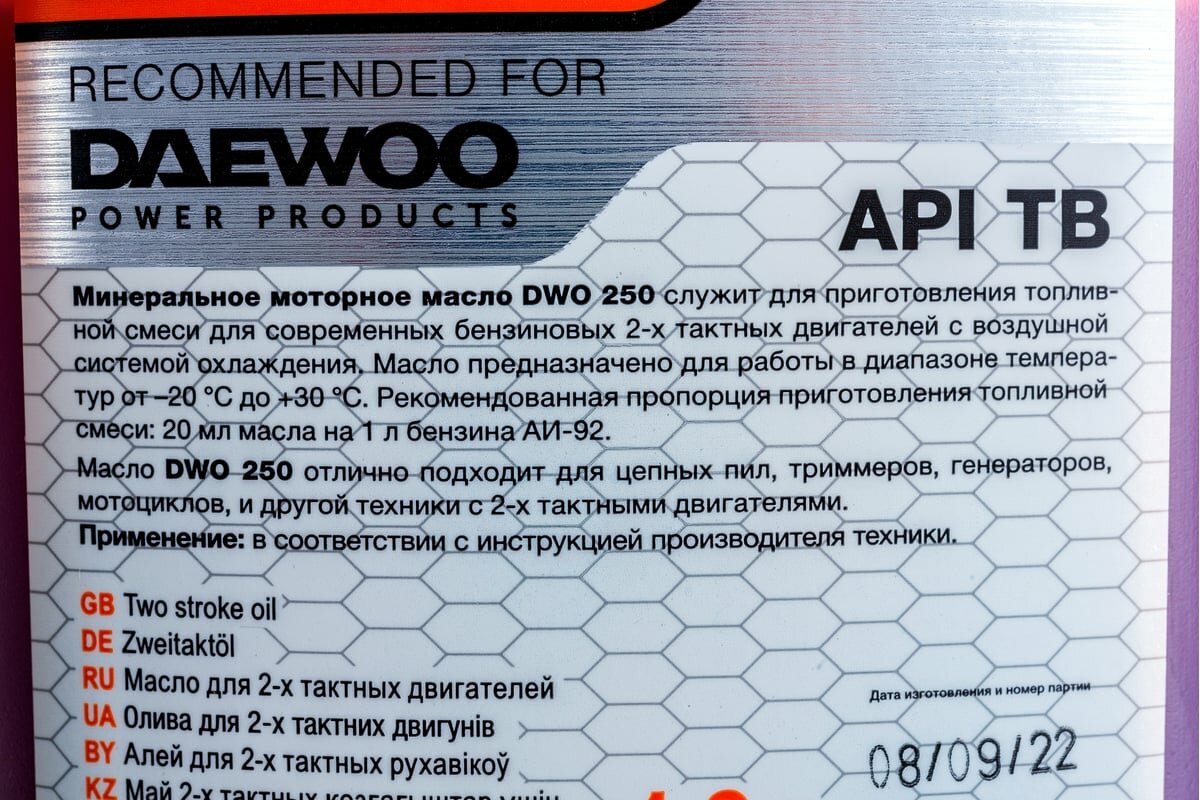 RECOMMENDED FOR
DAEWOO
POWER PRODUCTS
API TB
Минеральное моторное масло DWO 250 служит для приготовления топлив-
ной смеси для современных бензиновых 2-х тактных двигателей с воздушной
системой охлаждения. Масло предназначено для работы в диапазоне темпера-
тур от –20 °C до +30 °C. Рекомендованная пропорция приготовления топливной
смеси: 20 мл масла на 1 л бензина АИ-92.
Масло DWO 250 отлично подходит для цепных пил, триммеров, генераторов,
мотоциклов, и другой техники с 2-х тактными двигателями.
Применение: в соответствии с инструкцией производителя техники.
GB Two stroke oil
DE Zweitaktöl
RU Масло для 2-х тактных двигателей
UA Олива для 2-х тактних двигунів
BY Алей для 2-х тактных рухавікоў
KZ Май 2-х тактных
Дата изготовления и номер партии
08/09/22